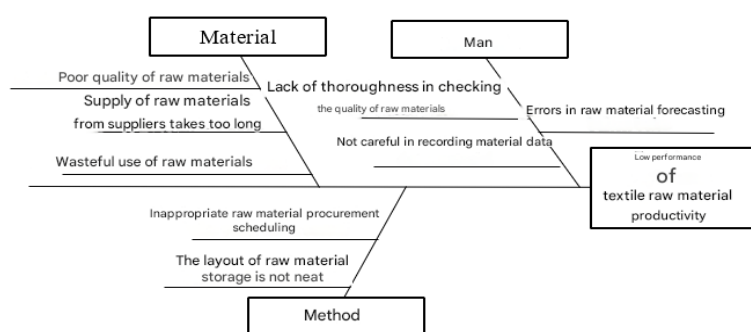 Material
Man
Poor quality of raw materials
Supply of raw materials
from suppliers takes too long
Wasteful use of raw materials
Lack of thoroughness in checking
the quality of raw materials
Not careful in recording material data
Errors in raw material forecasting
Low performance
of
textile raw material
productivity
Inappropriate raw material procurement
scheduling
The layout of raw material
storage is not neat
Method